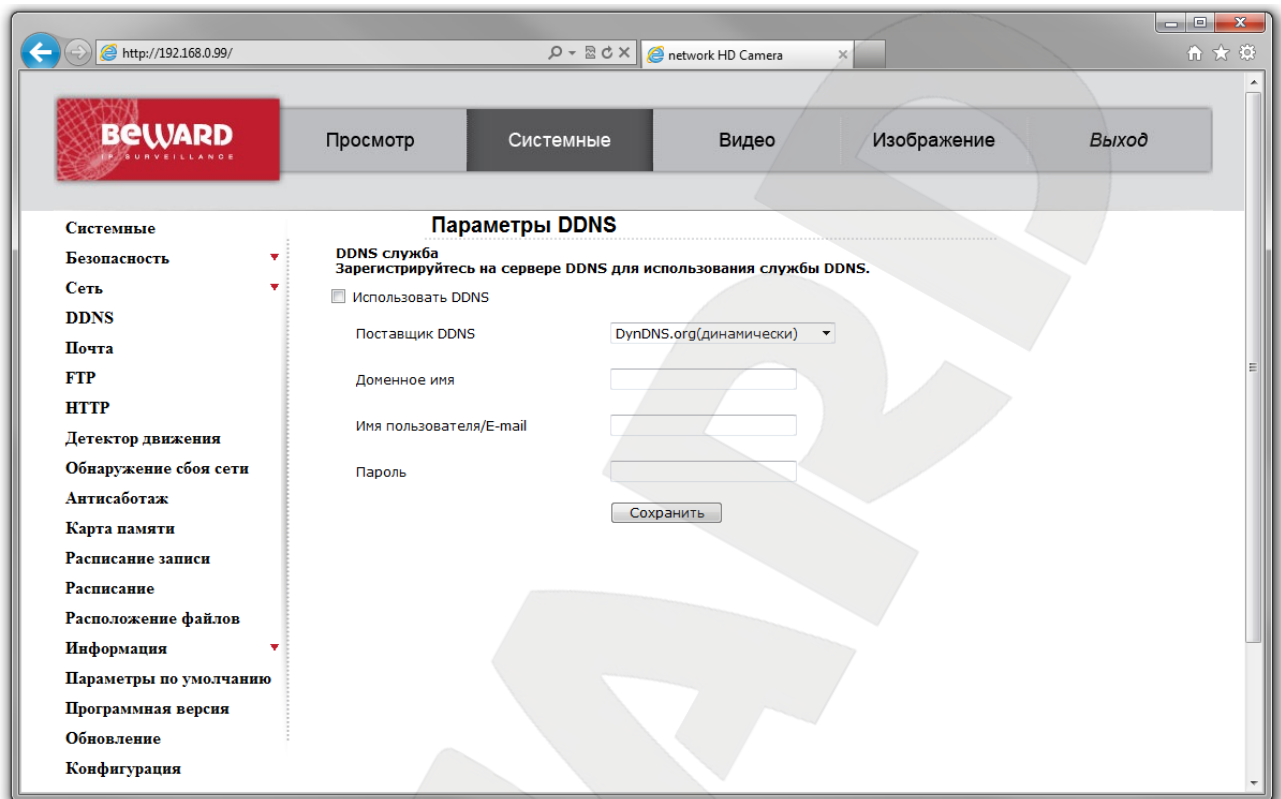 http://192.168.0.99/
network HD Camera
BEWARD
IP SURVEILLANCE
Просмотр
Системные
Видео
Изображение
Выход
Системные
Безопасность
Сеть
DDNS
Почта
FTP
HTTP
Детектор движения
Обнаружение сбоя сети
Антисаботаж
Карта памяти
Расписание записи
Расписание
Расположение файлов
Информация
Параметры по умолчанию
Программная версия
Обновление
Конфигурация
Параметры DDNS
DDNS служба
Зарегистрируйтесь на сервере DDNS для использования службы DDNS.
Использовать DDNS
Поставщик DDNS
DynDNS.org(динамически)
Доменное имя
Имя пользователя/E-mail
Пароль
Сохранить